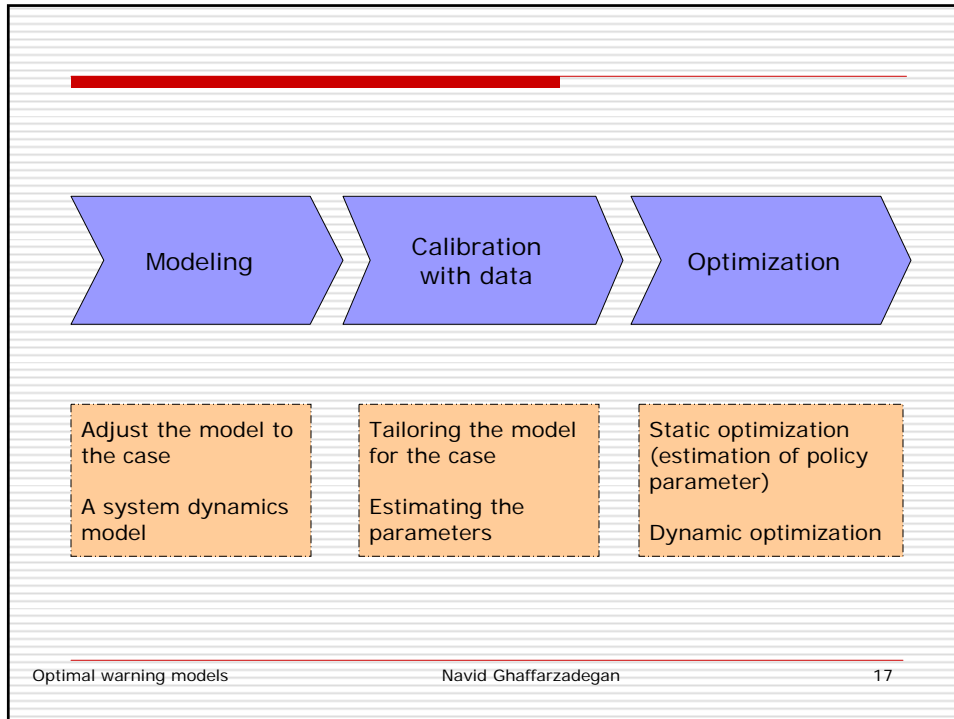 Modeling
Calibration
with data
Optimization
Adjust the model to
the case
A system dynamics
model
Tailoring the model
for the case
Estimating the
parameters
Static optimization
(estimation of policy
parameter)
Dynamic optimization
Optimal warning models
Navid Ghaffarzadegan
17